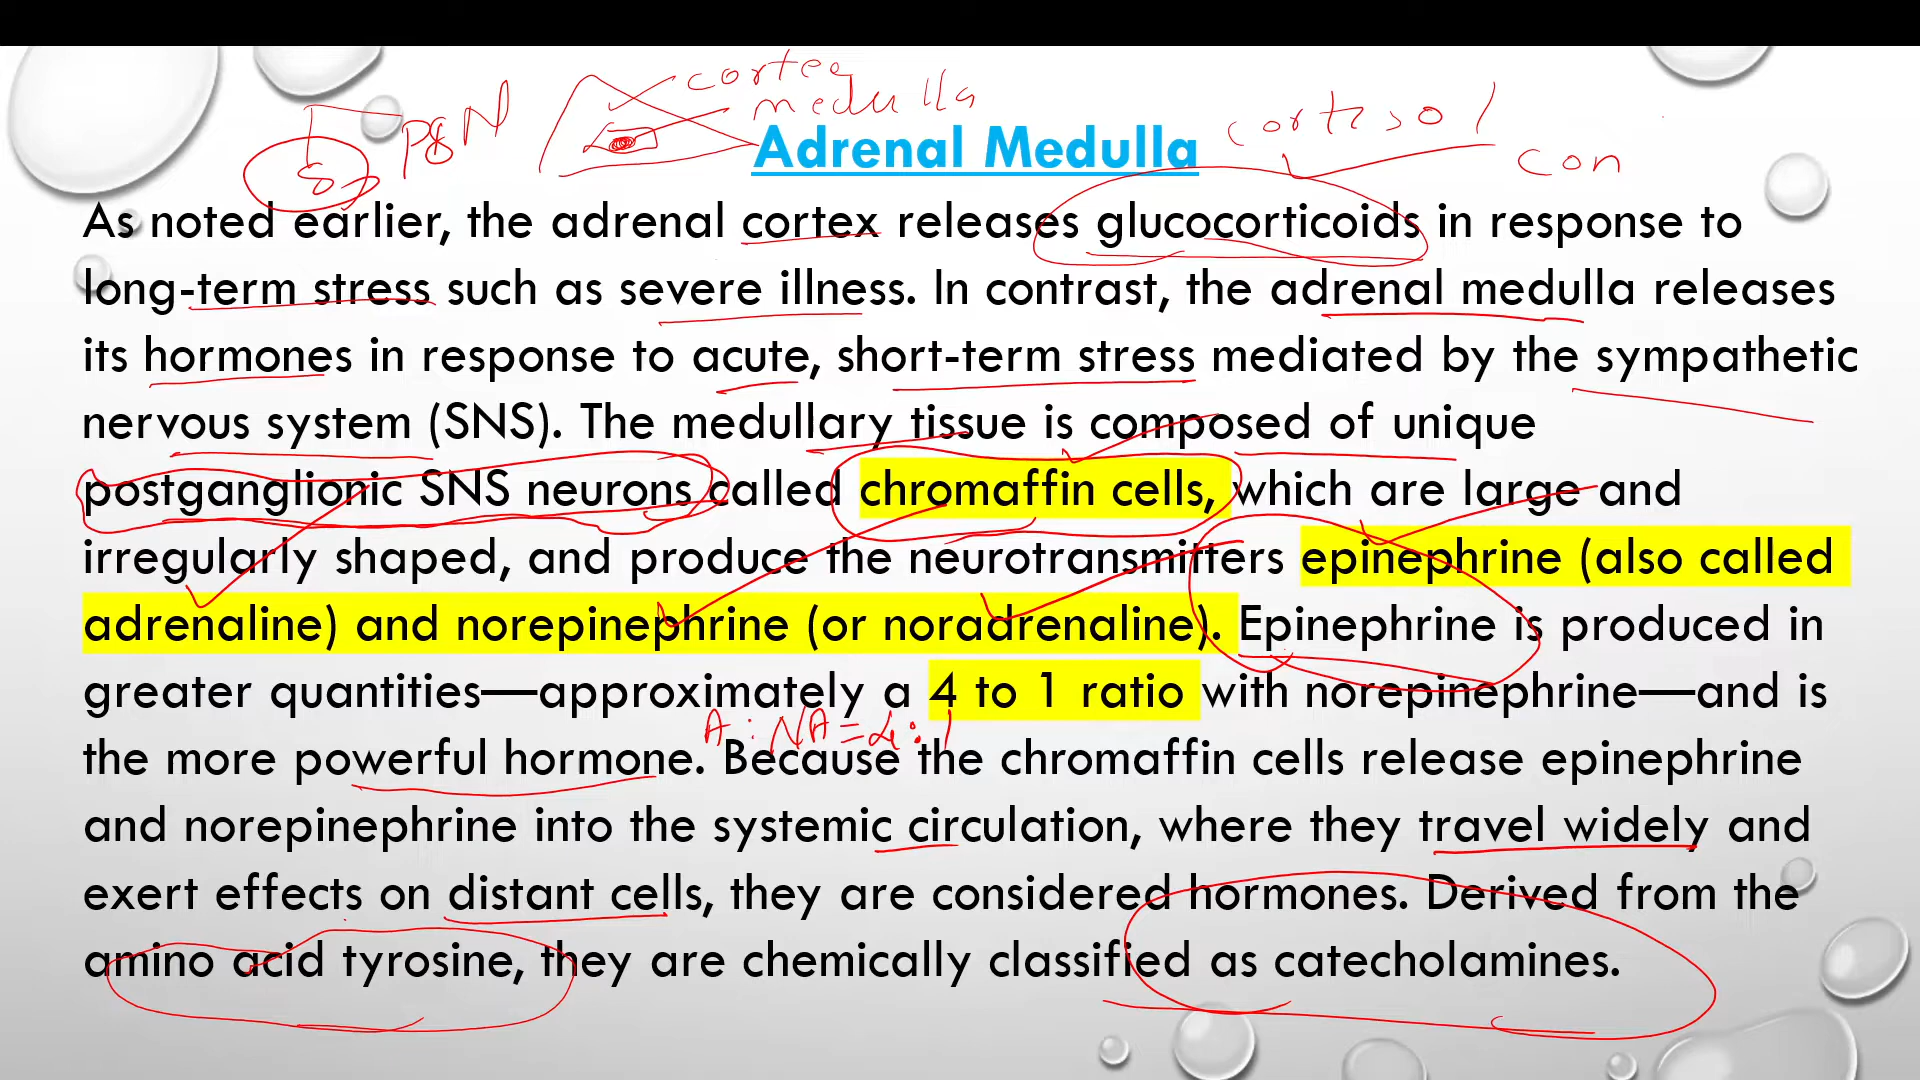 cortex
medulla
PGN
cortisol
con
Adrenal Medulla
As noted earlier, the adrenal cortex releases glucocorticoids in response to
long-term stress such as severe illness. In contrast, the adrenal medulla releases
its hormones in response to acute, short-term stress mediated by the sympathetic
nervous system (SNS). The medullary tissue is composed of unique
postganglionic SNS neurons called chromaffin cells, which are large and
irregularly shaped, and produce the neurotransmitters epinephrine (also called
adrenaline) and norepinephrine (or noradrenaline). Epinephrine is produced in
greater quantities—approximately a 4 to 1 ratio with norepinephrine—and is
A : NA = 4 : 1
the more powerful hormone. Because the chromaffin cells release epinephrine
and norepinephrine into the systemic circulation, where they travel widely and
exert effects on distant cells, they are considered hormones. Derived from the
amino acid tyrosine, they are chemically classified as catecholamines.